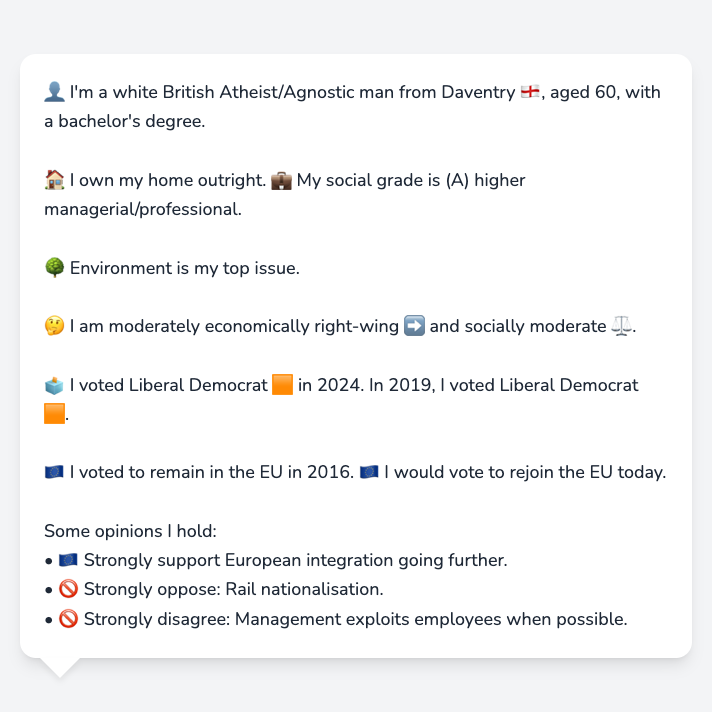 👤 I'm a white British Atheist/Agnostic man from Daventry 🏴󠁧󠁢󠁥󠁮󠁧󠁿, aged 60, with
a bachelor's degree.
🏠 I own my home outright. 💼 My social grade is (A) higher
managerial/professional.
🌳 Environment is my top issue.
🤔 I am moderately economically right-wing ➡️ and socially moderate ⚖️.
🗳️ I voted Liberal Democrat 🟧 in 2024. In 2019, I voted Liberal Democrat
🟧.
🇪🇺 I voted to remain in the EU in 2016. 🇪🇺 I would vote to rejoin the EU today.
Some opinions I hold:
• 🇪🇺 Strongly support European integration going further.
• 🚫 Strongly oppose: Rail nationalisation.
• 🚫 Strongly disagree: Management exploits employees when possible.